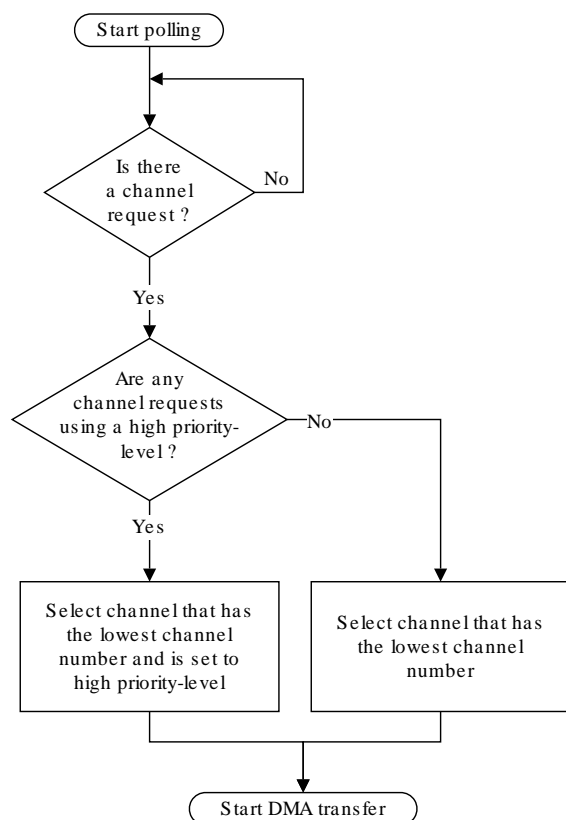 Start polling
Is there
a channel
request ?
No
Yes
Are any
channel requests
using a high priority-
level ?
No
Yes
Select channel that has
the lowest channel
number and is set to
high priority-level
Select channel that has
the lowest channel
number
Start DMA transfer